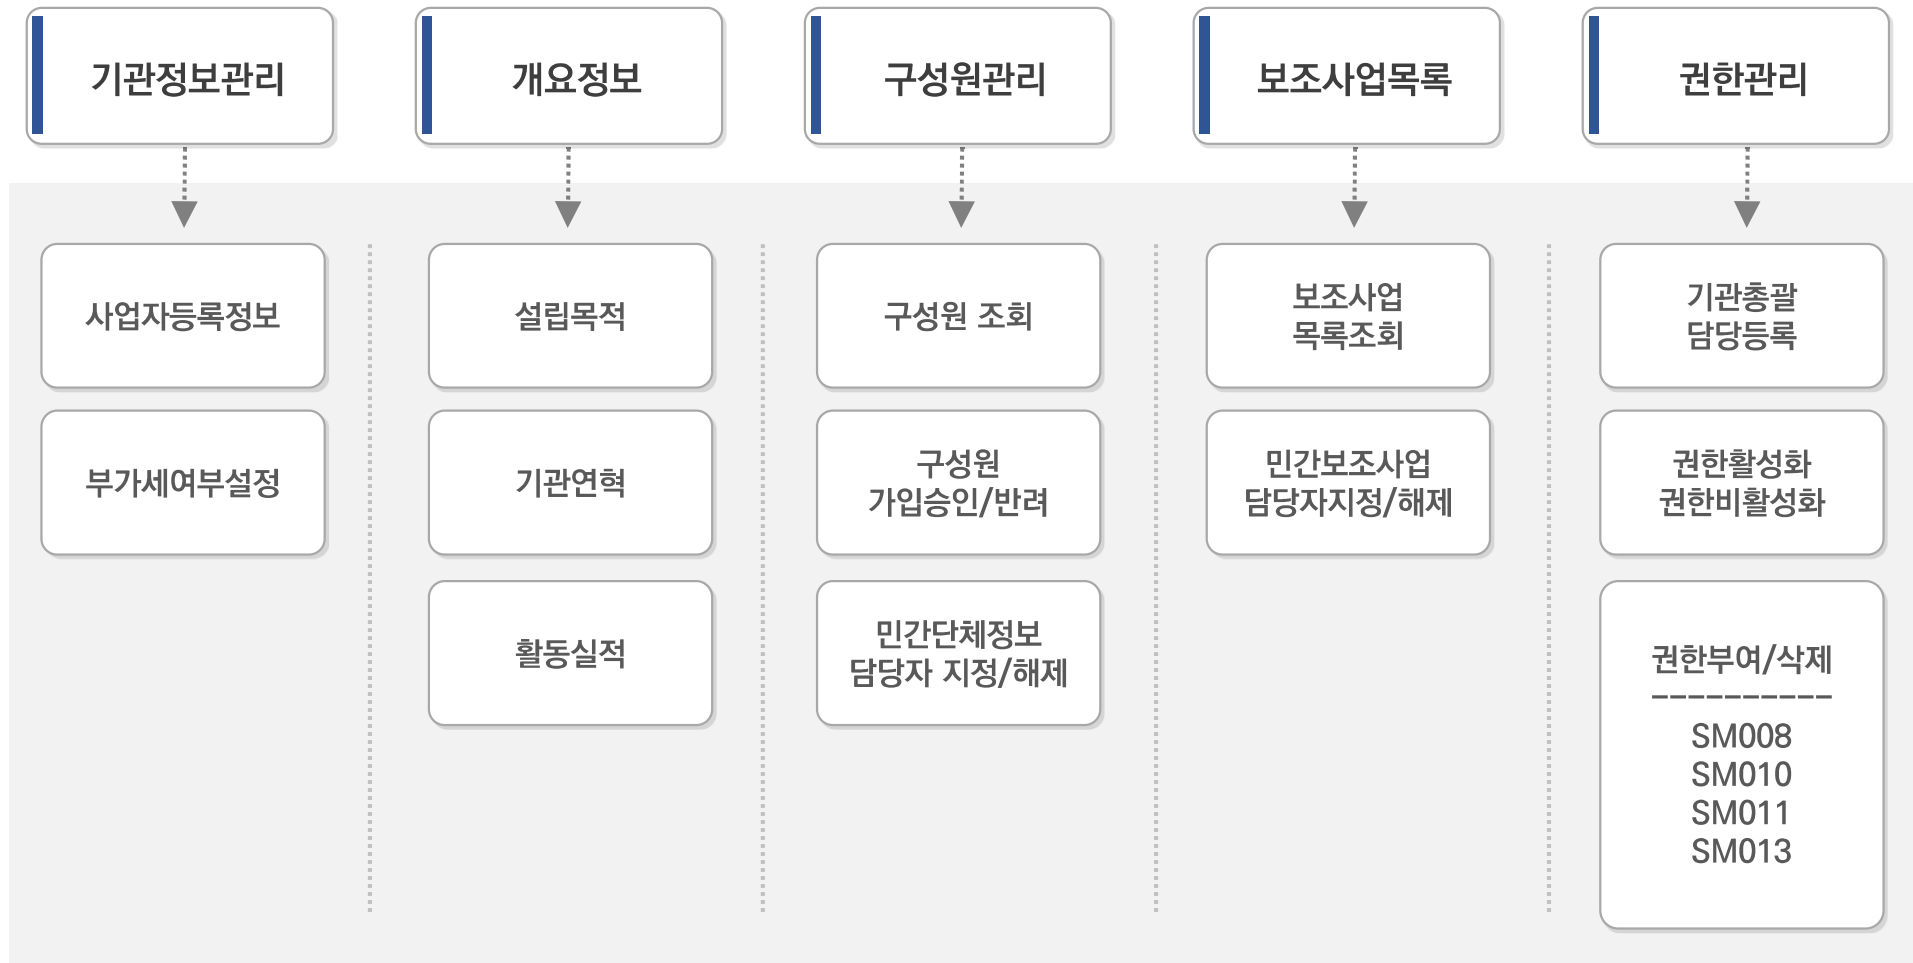 기관정보관리
개요정보
구성원관리
보조사업목록
권한관리
사업자등록정보
부가세여부설정
설립목적
기관연혁
활동실적
구성원 조회
구성원
가입승인/반려
민간단체정보
담당자 지정/해제
보조사업
목록조회
민간보조사업
담당자지정/해제
기관총괄
담당등록
권한활성화
권한비활성화
권한부여/삭제
----------
SM008
SM010
SM011
SM013